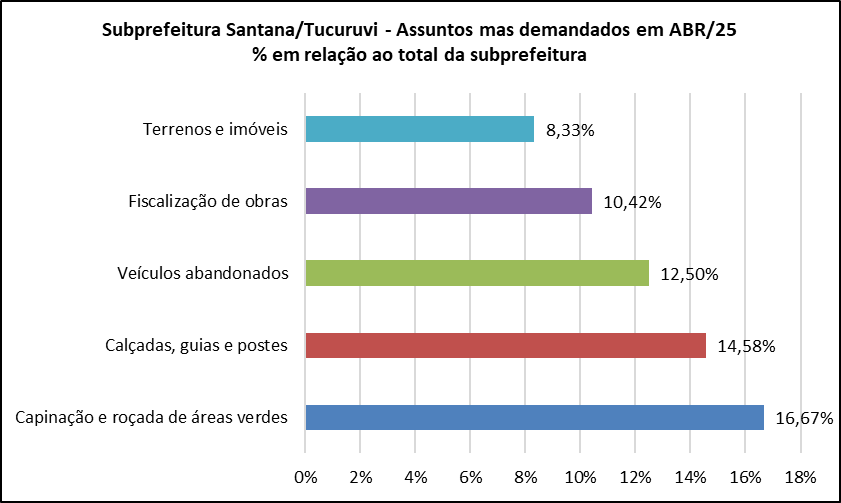 Subprefeitura Santana/Tucuruvi - Assuntos mas demandados em ABR/25
% em relação ao total da subprefeitura
Terrenos e imóveis
8,33%
Fiscalização de obras
10,42%
Veículos abandonados
12,50%
Calçadas, guias e postes
14,58%
Capinação e roçada de áreas verdes
16,67%
0% 2% 4% 6% 8% 10% 12% 14% 16% 18%